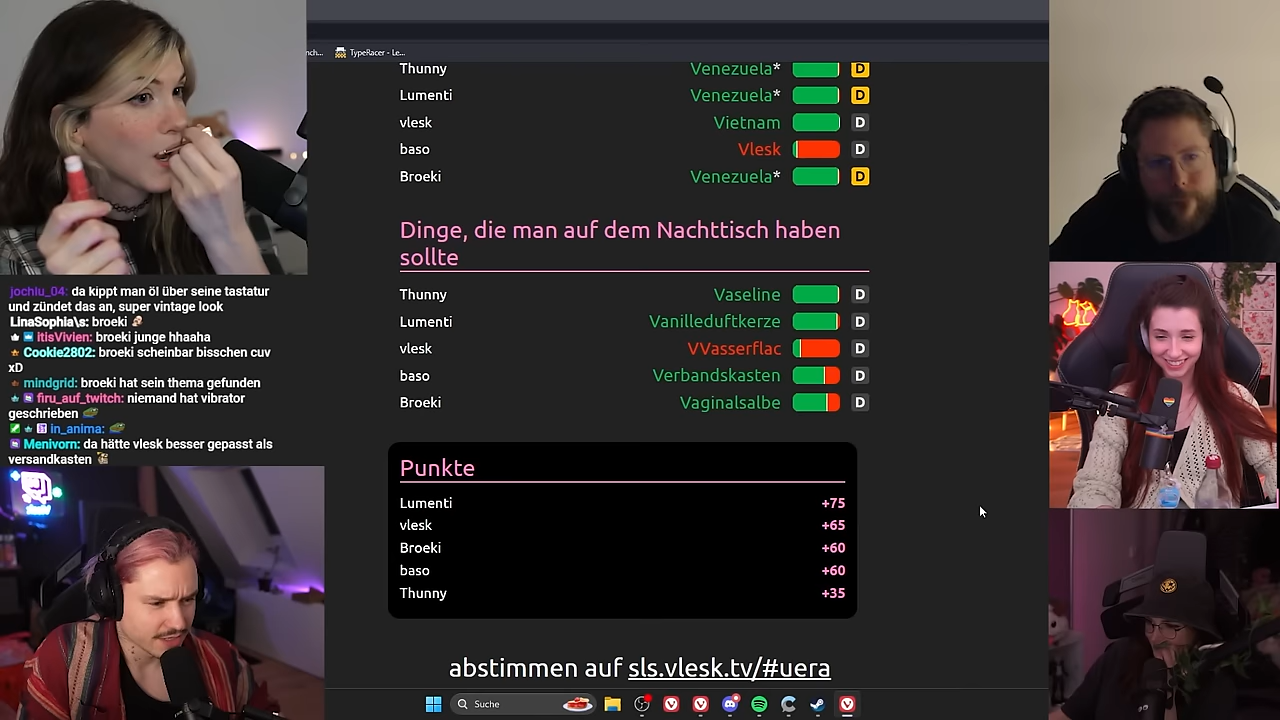 nch...
TypeRacer - Le...
Thunny Venezuela* D
Lumenti Venezuela* D
vlesk Vietnam D
baso Vlesk D
Broeki Venezuela* D
Dinge, die man auf dem Nachttisch haben
sollte
Thunny Vaseline D
Lumenti Vanilleduftkerze D
vlesk VVasserflac D
baso Verbandskasten D
Broeki Vaginalsalbe D
Punkte
Lumenti +75
vlesk +65
Broeki +60
baso +60
Thunny +35
abstimmen auf sls.vlesk.tv/#uera
Suche
jochlu_04: da kippt man öl über seine tastatur
und zündet das an, super vintage look
LinaSophia\s: broeki
itisVivien: broeki junge hhaaha
Cookie2802: broeki scheinbar bisschen cuv
xD
mindgrid: broeki hat sein thema gefunden
firu_auf_twitch: niemand hat vibrator
geschrieben
in_anima:
Menivorn: da hätte vlesk besser gepasst als
versandkasten